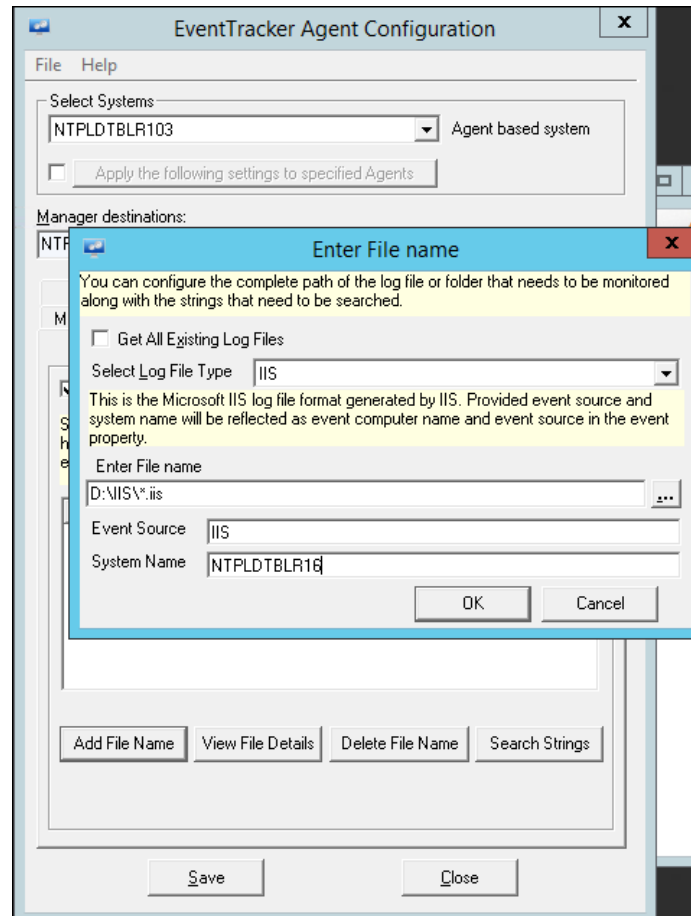 EventTracker Agent Configuration
x
File Help
Select Systems
NTPLDTBLR103
Agent based system
Apply the following settings to specified Agents
Manager destinations:
NTP
Enter File name
x
You can configure the complete path of the log file or folder that needs to be monitored
along with the strings that need to be searched.
M
Get All Existing Log Files
Select Log File Type
IIS
This is the Microsoft IIS log file format generated by IIS. Provided event source and
system name will be reflected as event computer name and event source in the event
property.
S
h
e
Enter File name
D:\IIS\*.iis
...
Event Source
IIS
System Name
NTPLDTBLR16
OK
Cancel
Add File Name
View File Details
Delete File Name
Search Strings
Save
Close